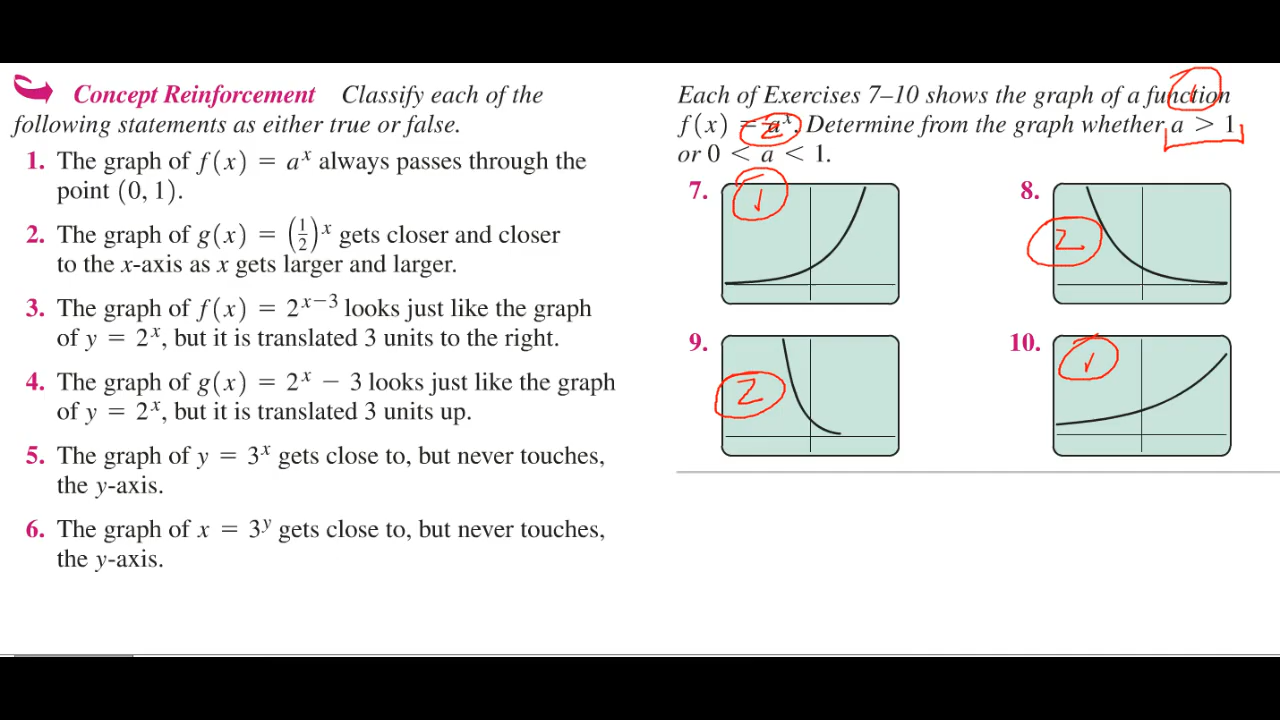 Concept Reinforcement Classify each of the
following statements as either true or false.
1. The graph of f(x) = a^x always passes through the
point (0, 1).
2. The graph of g(x) = (1/2)^x gets closer and closer
to the x-axis as x gets larger and larger.
3. The graph of f(x) = 2^(x−3) looks just like the graph
of y = 2^x, but it is translated 3 units to the right.
4. The graph of g(x) = 2^x − 3 looks just like the graph
of y = 2^x, but it is translated 3 units up.
5. The graph of y = 3^x gets close to, but never touches,
the y-axis.
6. The graph of x = 3^y gets close to, but never touches,
the y-axis.
Each of Exercises 7–10 shows the graph of a function
1
f(x) = a^x. Determine from the graph whether a > 1
2
or 0 < a < 1.
7. 1
8. 2
9. 2
10. 1